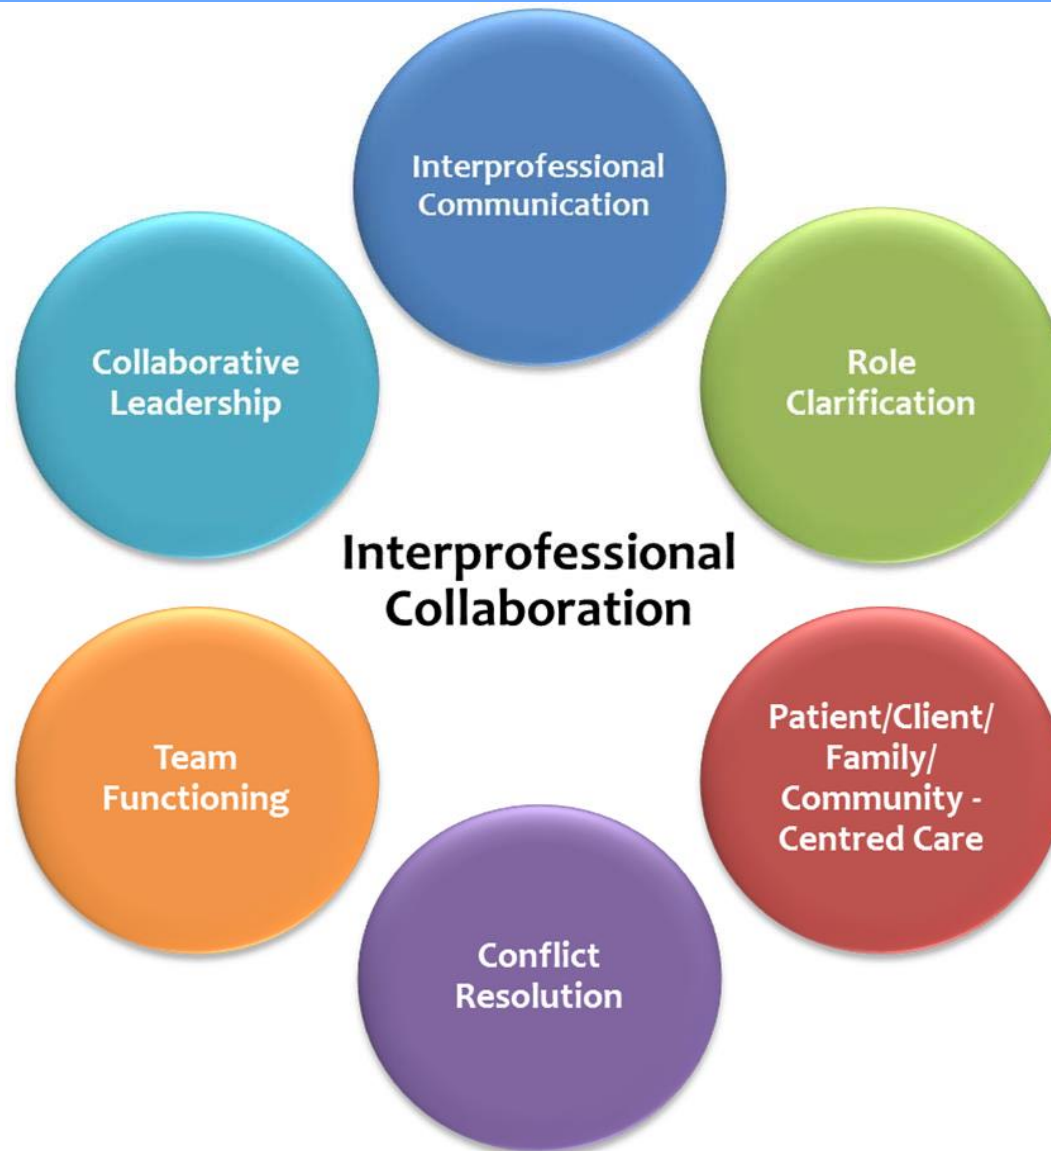 Interprofessional
Communication
Collaborative
Leadership
Role
Clarification
Interprofessional
Collaboration
Team
Functioning
Patient/Client/
Family/
Community -
Centred Care
Conflict
Resolution